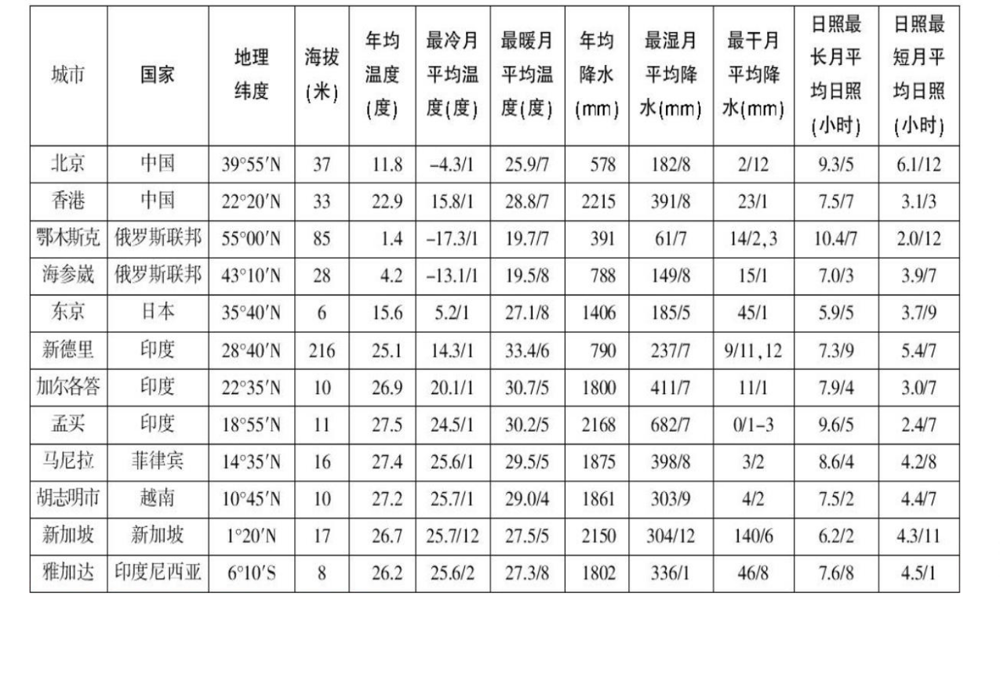 城市 国家 地理纬度 海拔(米) 年均温度(度) 最冷月平均温度(度) 最暖月平均温度(度) 年均降水(mm) 最湿月平均降水(mm) 最干月平均降水(mm) 日照最长月平均日照(小时) 日照最短月平均日照(小时)
北京 中国 39°55′N 37 11.8 –4.3/1 25.9/7 578 182/8 2/12 9.3/5 6.1/12
香港 中国 22°20′N 33 22.9 15.8/1 28.8/7 2215 391/8 23/1 7.5/7 3.1/3
鄂木斯克 俄罗斯联邦 55°00′N 85 1.4 –17.3/1 19.7/7 391 61/7 14/2,3 10.4/7 2.0/12
海参崴 俄罗斯联邦 43°10′N 28 4.2 –13.1/1 19.5/8 788 149/8 15/1 7.0/3 3.9/7
东京 日本 35°40′N 6 15.6 5.2/1 27.1/8 1406 185/5 45/1 5.9/5 3.7/9
新德里 印度 28°40′N 216 25.1 14.3/1 33.4/6 790 237/7 9/11,12 7.3/9 5.4/7
加尔各答 印度 22°35′N 10 26.9 20.1/1 30.7/5 1800 411/7 11/1 7.9/4 3.0/7
孟买 印度 18°55′N 11 27.5 24.5/1 30.2/5 2168 682/7 0/1–3 9.6/5 2.4/7
马尼拉 菲律宾 14°35′N 16 27.4 25.6/1 29.5/5 1875 398/8 3/2 8.6/4 4.2/8
胡志明市 越南 10°45′N 10 27.2 25.7/1 29.0/4 1861 303/9 4/2 7.5/2 4.4/7
新加坡 新加坡 1°20′N 17 26.7 25.7/12 27.5/5 2150 304/12 140/6 6.2/2 4.3/11
雅加达 印度尼西亚 6°10′S 8 26.2 25.6/2 27.3/8 1802 336/1 46/8 7.6/8 4.5/1